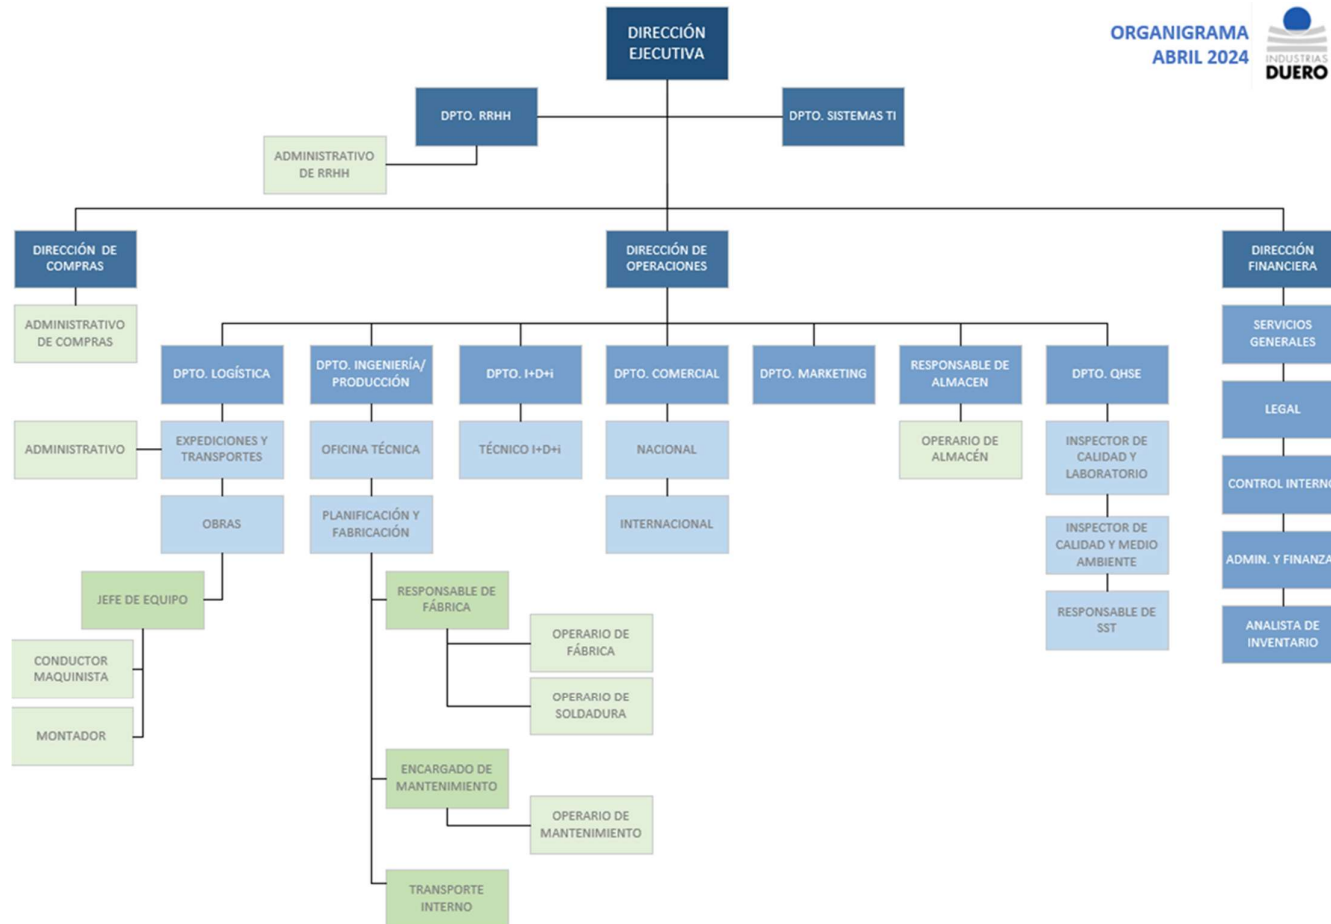 DIRECCIÓN
EJECUTIVA
ORGANIGRAMA
ABRIL 2024
INDUSTRIAS
DUERO
DPTO. RRHH
DPTO. SISTEMAS TI
ADMINISTRATIVO
DE RRHH
DIRECCIÓN DE
COMPRAS
DIRECCIÓN DE
OPERACIONES
DIRECCIÓN
FINANCIERA
ADMINISTRATIVO
DE COMPRAS
SERVICIOS
GENERALES
DPTO. LOGÍSTICA
DPTO. INGENIERÍA/
PRODUCCIÓN
DPTO. I+D+i
DPTO. COMERCIAL
DPTO. MARKETING
RESPONSABLE DE
ALMACEN
DPTO. QHSE
LEGAL
ADMINISTRATIVO
EXPEDICIONES Y
TRANSPORTES
OFICINA TÉCNICA
TÉCNICO I+D+i
NACIONAL
OPERARIO DE
ALMACÉN
INSPECTOR DE
CALIDAD Y
LABORATORIO
CONTROL INTERNO
OBRAS
PLANIFICACIÓN Y
FABRICACIÓN
INTERNACIONAL
INSPECTOR DE
CALIDAD Y MEDIO
AMBIENTE
ADMIN. Y FINANZA
JEFE DE EQUIPO
RESPONSABLE DE
FÁBRICA
RESPONSABLE DE
SST
ANALISTA DE
INVENTARIO
OPERARIO DE
FÁBRICA
CONDUCTOR
MAQUINISTA
OPERARIO DE
SOLDADURA
MONTADOR
ENCARGADO DE
MANTENIMIENTO
OPERARIO DE
MANTENIMIENTO
TRANSPORTE
INTERNO